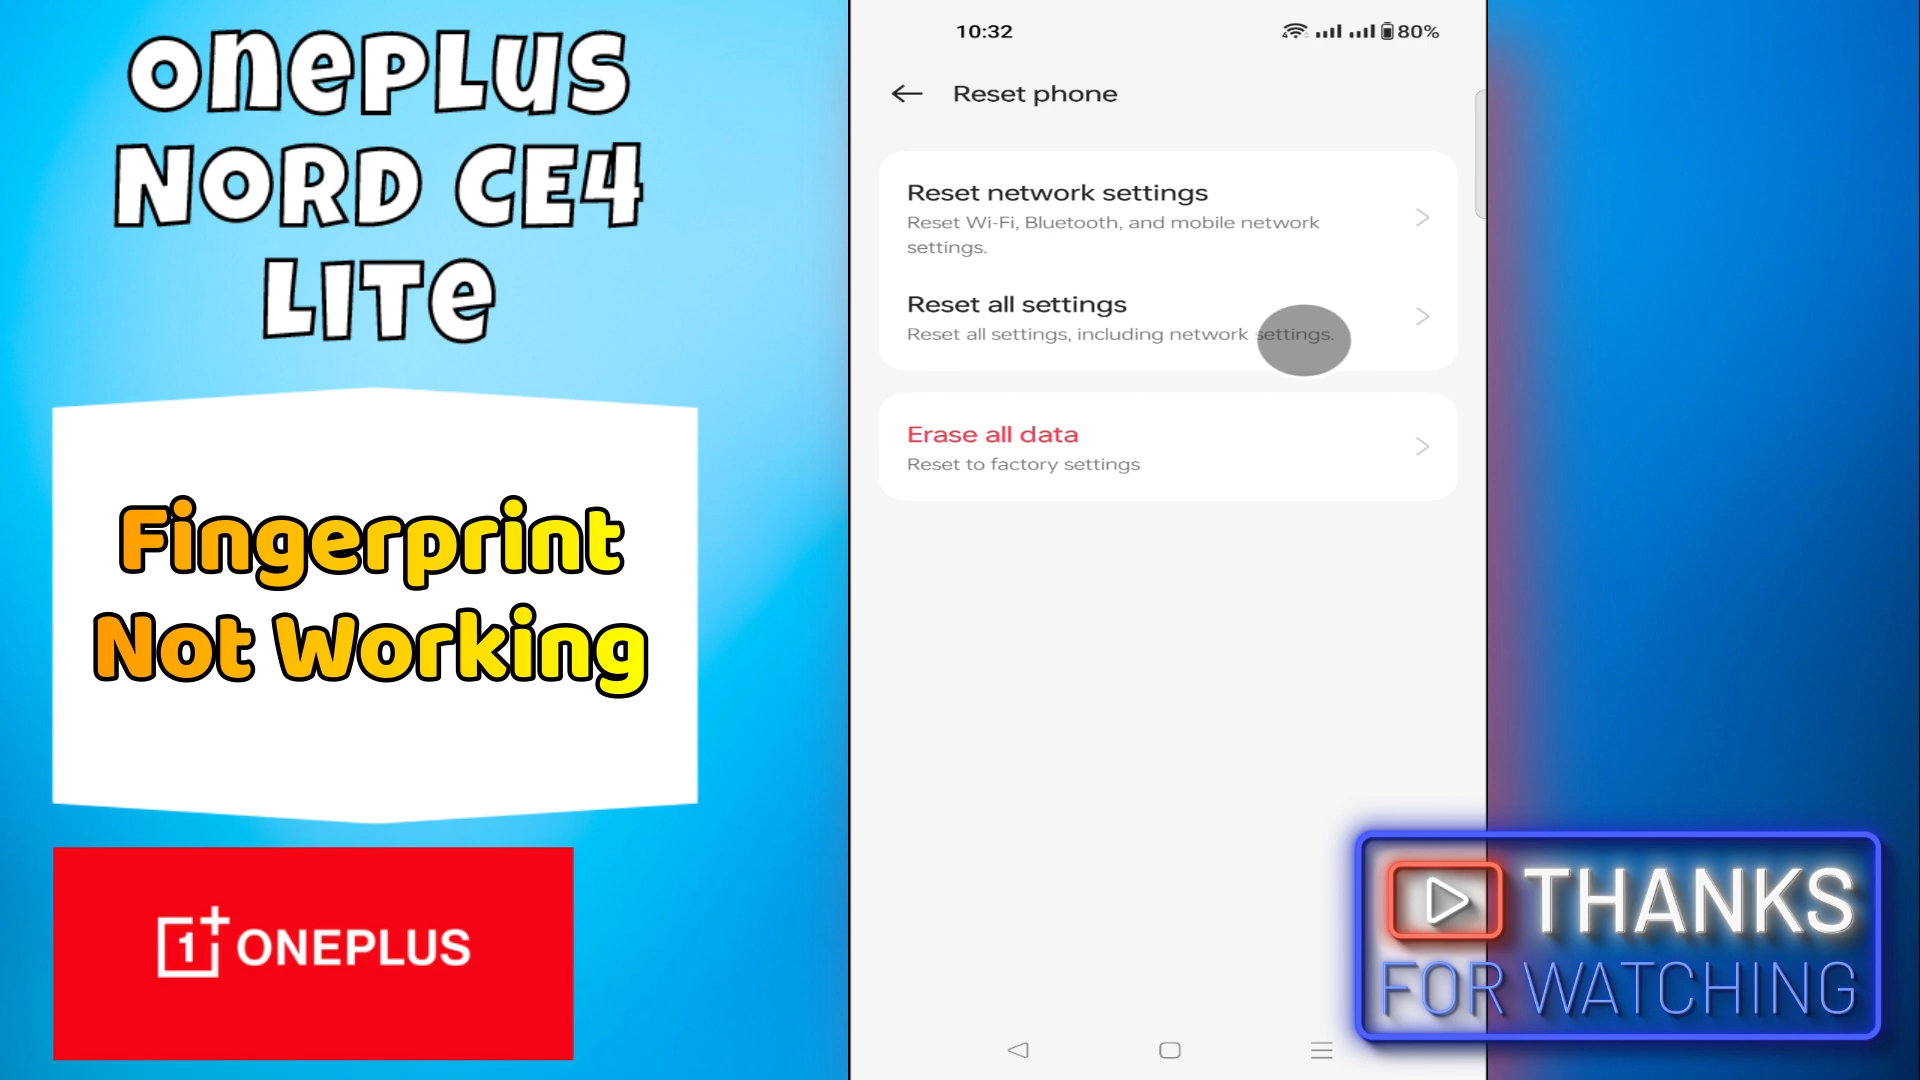 ONEPLUS
NORD CE4
LITE
Fingerprint
Not Working
1+ ONEPLUS
10:32
80%
Reset phone
Reset network settings
Reset Wi-Fi, Bluetooth, and mobile network
settings.
Reset all settings
Reset all settings, including network settings.
Erase all data
Reset to factory settings
THANKS
FOR WATCHING